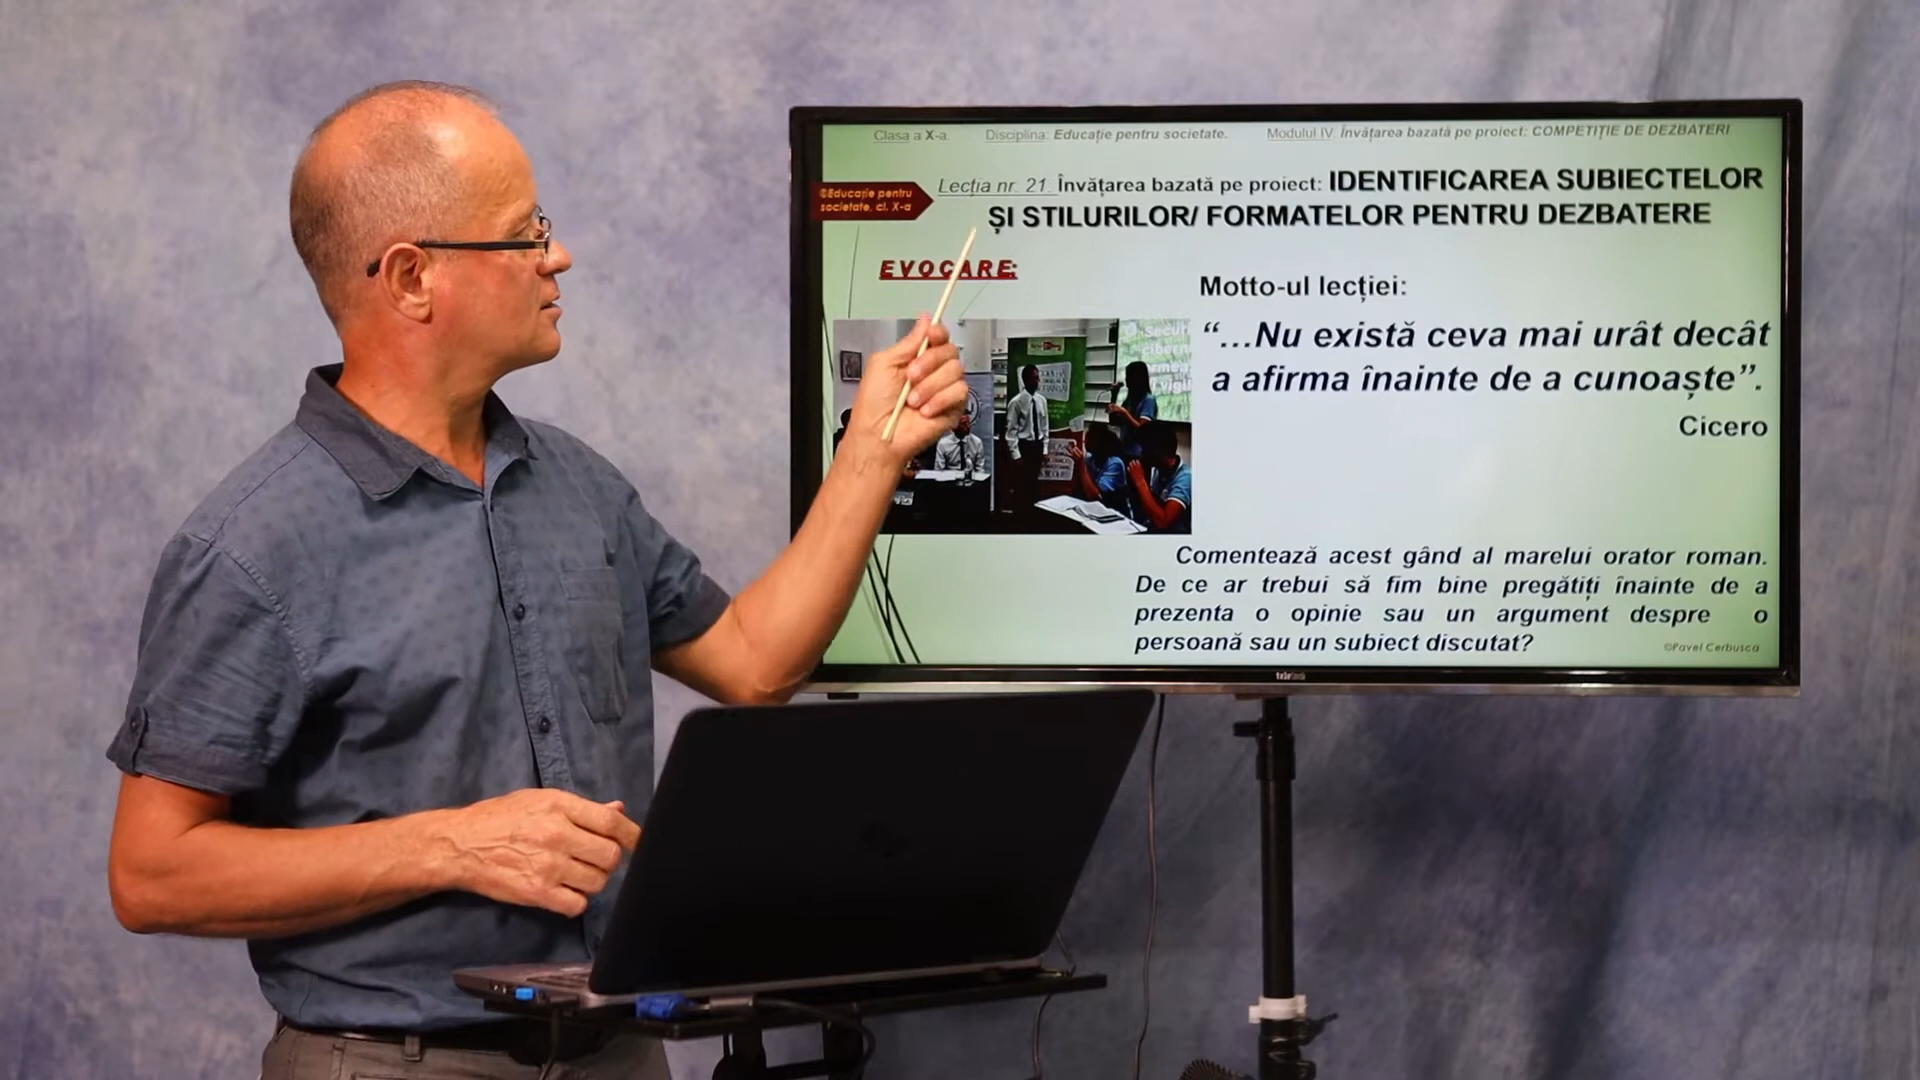 Clasa a X-a. Disciplina: Educație pentru societate. Modulul IV. Învățarea bazată pe proiect: COMPETIȚIE DE DEZBATERI
©Educație pentru
societate, cl. X-a
Lecția nr. 21. Învățarea bazată pe proiect: IDENTIFICAREA SUBIECTELOR
ȘI STILURILOR/ FORMATELOR PENTRU DEZBATERE
EVOCARE:
Motto-ul lecției:
“...Nu există ceva mai urât decât
a afirma înainte de a cunoaște”.
Cicero
Comentează acest gând al marelui orator roman.
De ce ar trebui să fim bine pregătiți înainte de a
prezenta o opinie sau un argument despre o
persoană sau un subiect discutat?
©Pavel Cerbusca